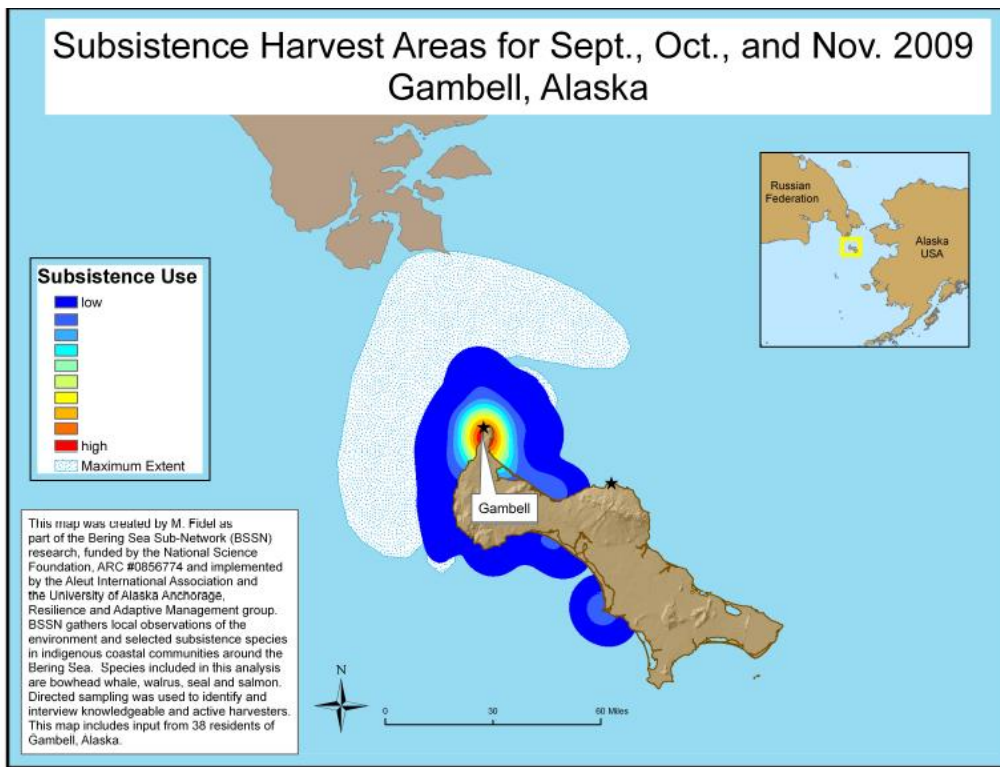 Subsistence Harvest Areas for Sept., Oct., and Nov. 2009
Gambell, Alaska
Russian
Federation
Alaska
USA
Subsistence Use
low
high
Maximum Extent
Gambell
This map was created by M. Fidel as
part of the Bering Sea Sub-Network (BSSN)
research, funded by the National Science
Foundation, ARC #0856774 and implemented
by the Aleut International Association and
the University of Alaska Anchorage,
Resilience and Adaptive Management group.
BSSN gathers local observations of the
environment and selected subsistence species
in indigenous coastal communities around the
Bering Sea.  Species included in this analysis
are bowhead whale, walrus, seal and salmon.
Directed sampling was used to identify and
interview knowledgeable and active harvesters.
This map includes input from 38 residents of
Gambell, Alaska.
N
0 30 60 Miles